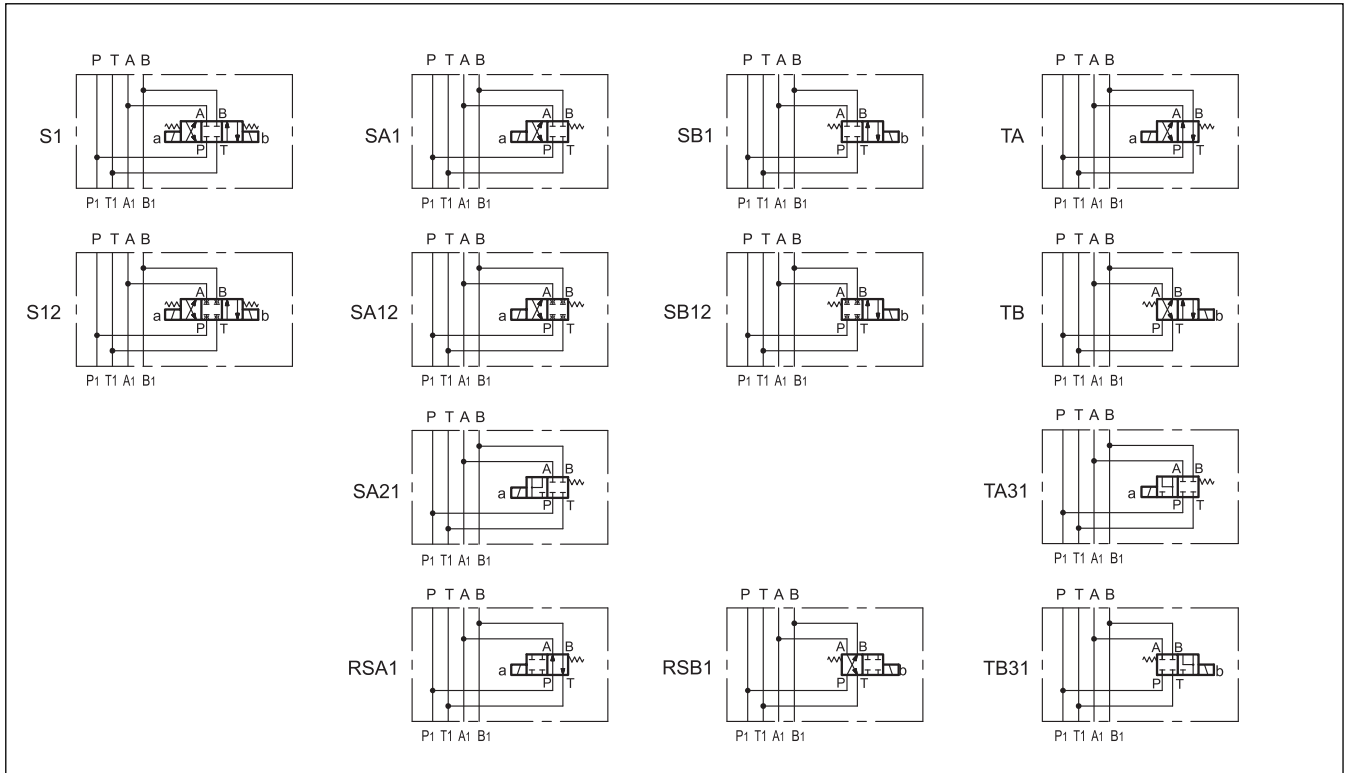 P T A B
A B
S1
a b
P T
P1 T1 A1 B1
P T A B
A B
SA1
a
P T
P1 T1 A1 B1
P T A B
A B
SB1
b
P T
P1 T1 A1 B1
P T A B
A B
TA
a
P T
P1 T1 A1 B1
P T A B
A B
S12
a b
P T
P1 T1 A1 B1
P T A B
A B
SA12
a
P T
P1 T1 A1 B1
P T A B
A B
SB12
b
P T
P1 T1 A1 B1
P T A B
A B
TB
b
P T
P1 T1 A1 B1
P T A B
A B
SA21
a
P T
P1 T1 A1 B1
P T A B
A B
TA31
a
P T
P1 T1 A1 B1
P T A B
A B
RSA1
a
P T
P1 T1 A1 B1
P T A B
A B
RSB1
b
P T
P1 T1 A1 B1
P T A B
A B
TB31
b
P T
P1 T1 A1 B1